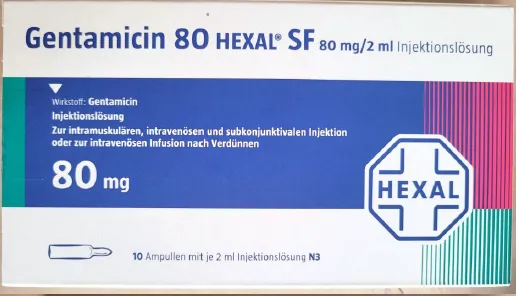 Gentamicin 80 HEXAL® SF 80 mg/2 ml Injektionslösung
Wirkstoff: Gentamicin
Injektionslösung
Zur intramuskulären, intravenösen und subkonjunktivalen Injektion
oder zur intravenösen Infusion nach Verdünnen
80 mg
HEXAL
10 Ampullen mit je 2 ml Injektionslösung N3